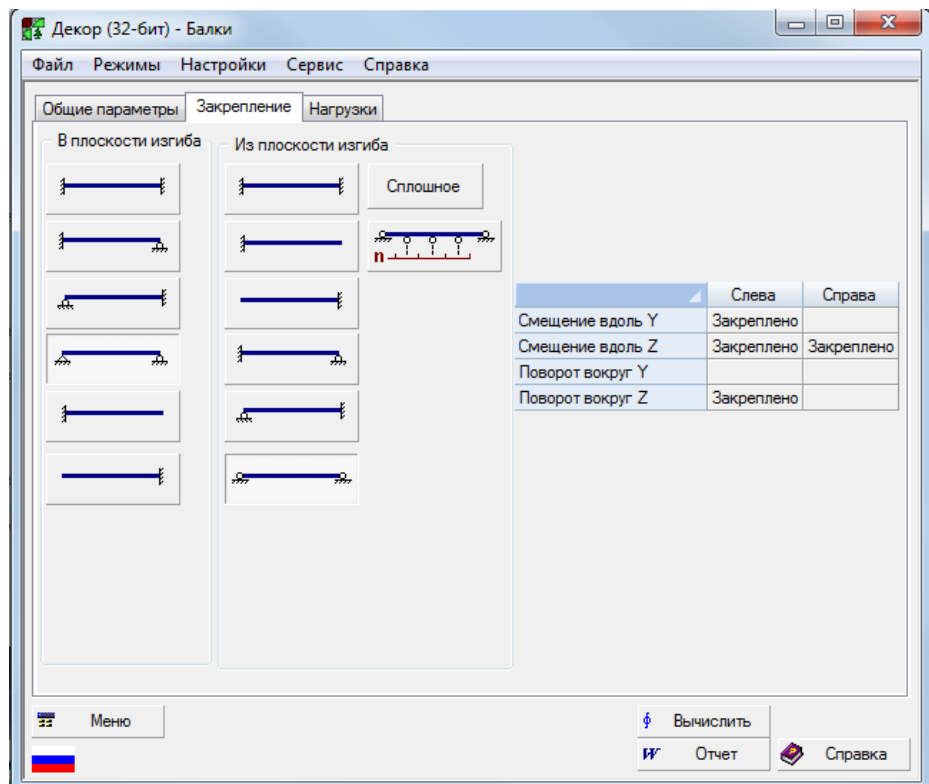 Декор (32-бит) - Балки
Файл Режимы Настройки Сервис Справка
Общие параметры Закрепление Нагрузки
В плоскости изгиба
Из плоскости изгиба
Сплошное
n
Слева Справа
Смещение вдоль Y Закреплено
Смещение вдоль Z Закреплено Закреплено
Поворот вокруг Y
Поворот вокруг Z Закреплено
Меню
Вычислить
W Отчет
Справка